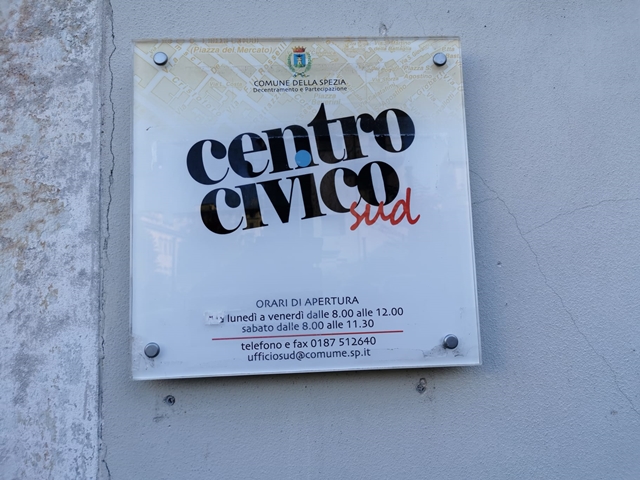 (Piazza del Mercato)
COMUNE DELLA SPEZIA
Decentramento e Partecipazione
centro
civico
sud
ORARI DI APERTURA
lunedì a venerdì dalle 8.00 alle 12.00
sabato dalle 8.00 alle 11.30
telefono e fax 0187 512640
ufficiosud@comume.sp.it